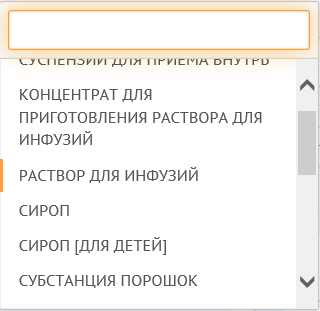 СУСПЕНЗИИ ДЛЯ ПРИЕМА ВНУТРЬ
КОНЦЕНТРАТ ДЛЯ
ПРИГОТОВЛЕНИЯ РАСТВОРА ДЛЯ
ИНФУЗИЙ
РАСТВОР ДЛЯ ИНФУЗИЙ
СИРОП
СИРОП [ДЛЯ ДЕТЕЙ]
СУБСТАНЦИЯ ПОРОШОК